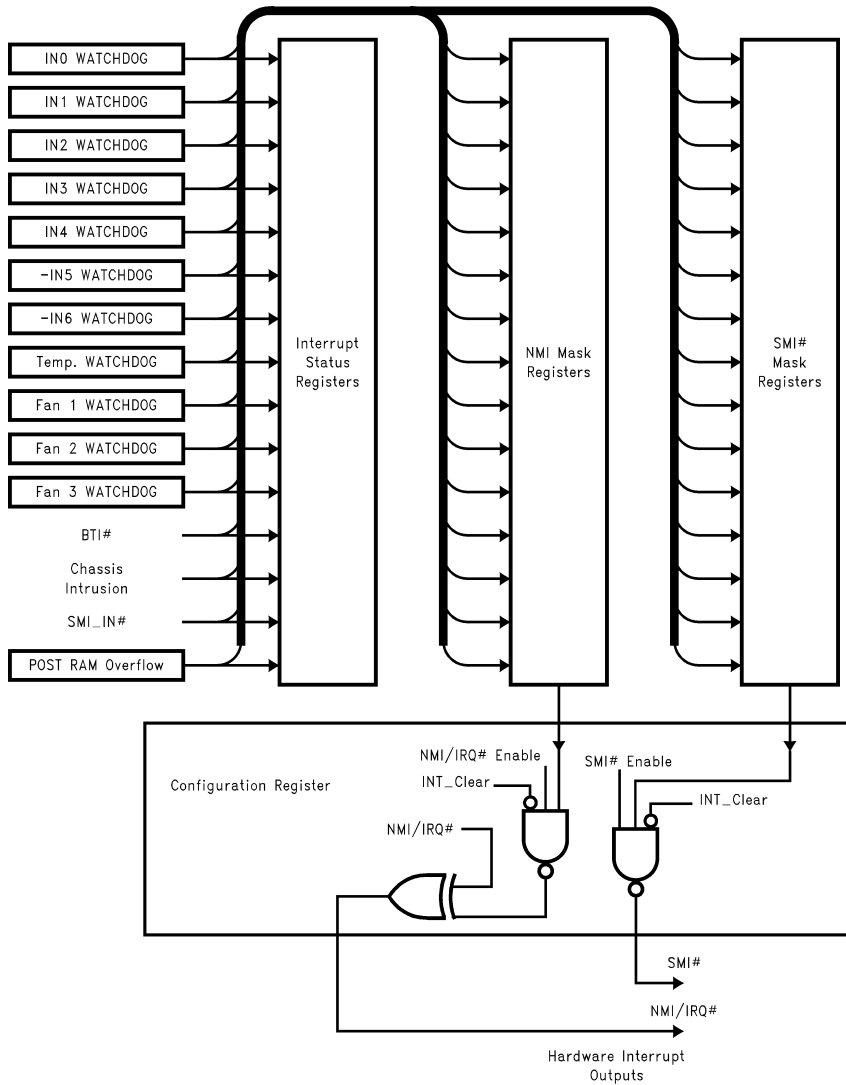 IN0 WATCHDOG
IN1 WATCHDOG
IN2 WATCHDOG
IN3 WATCHDOG
IN4 WATCHDOG
-IN5 WATCHDOG
-IN6 WATCHDOG
Temp. WATCHDOG
Fan 1 WATCHDOG
Fan 2 WATCHDOG
Fan 3 WATCHDOG
BTI#
Chassis
Intrusion
SMI_IN#
POST RAM Overflow
Interrupt
Status
Registers
NMI Mask
Registers
SMI#
Mask
Registers
Configuration Register
NMI/IRQ# Enable
INT_Clear
NMI/IRQ#
SMI# Enable
INT_Clear
SMI#
NMI/IRQ#
Hardware Interrupt
Outputs